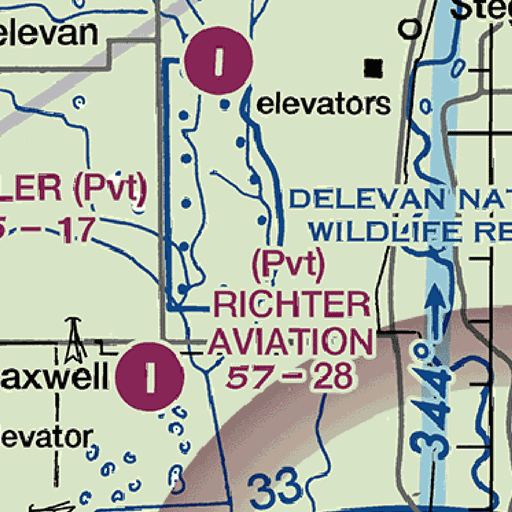 Steg
elevan
elevators
LER (Pvt)
5 – 17
DELEVAN NAT
WILDLIFE RE
(Pvt)
RICHTER
AVIATION
57 – 28
axwell
evator
344°
33